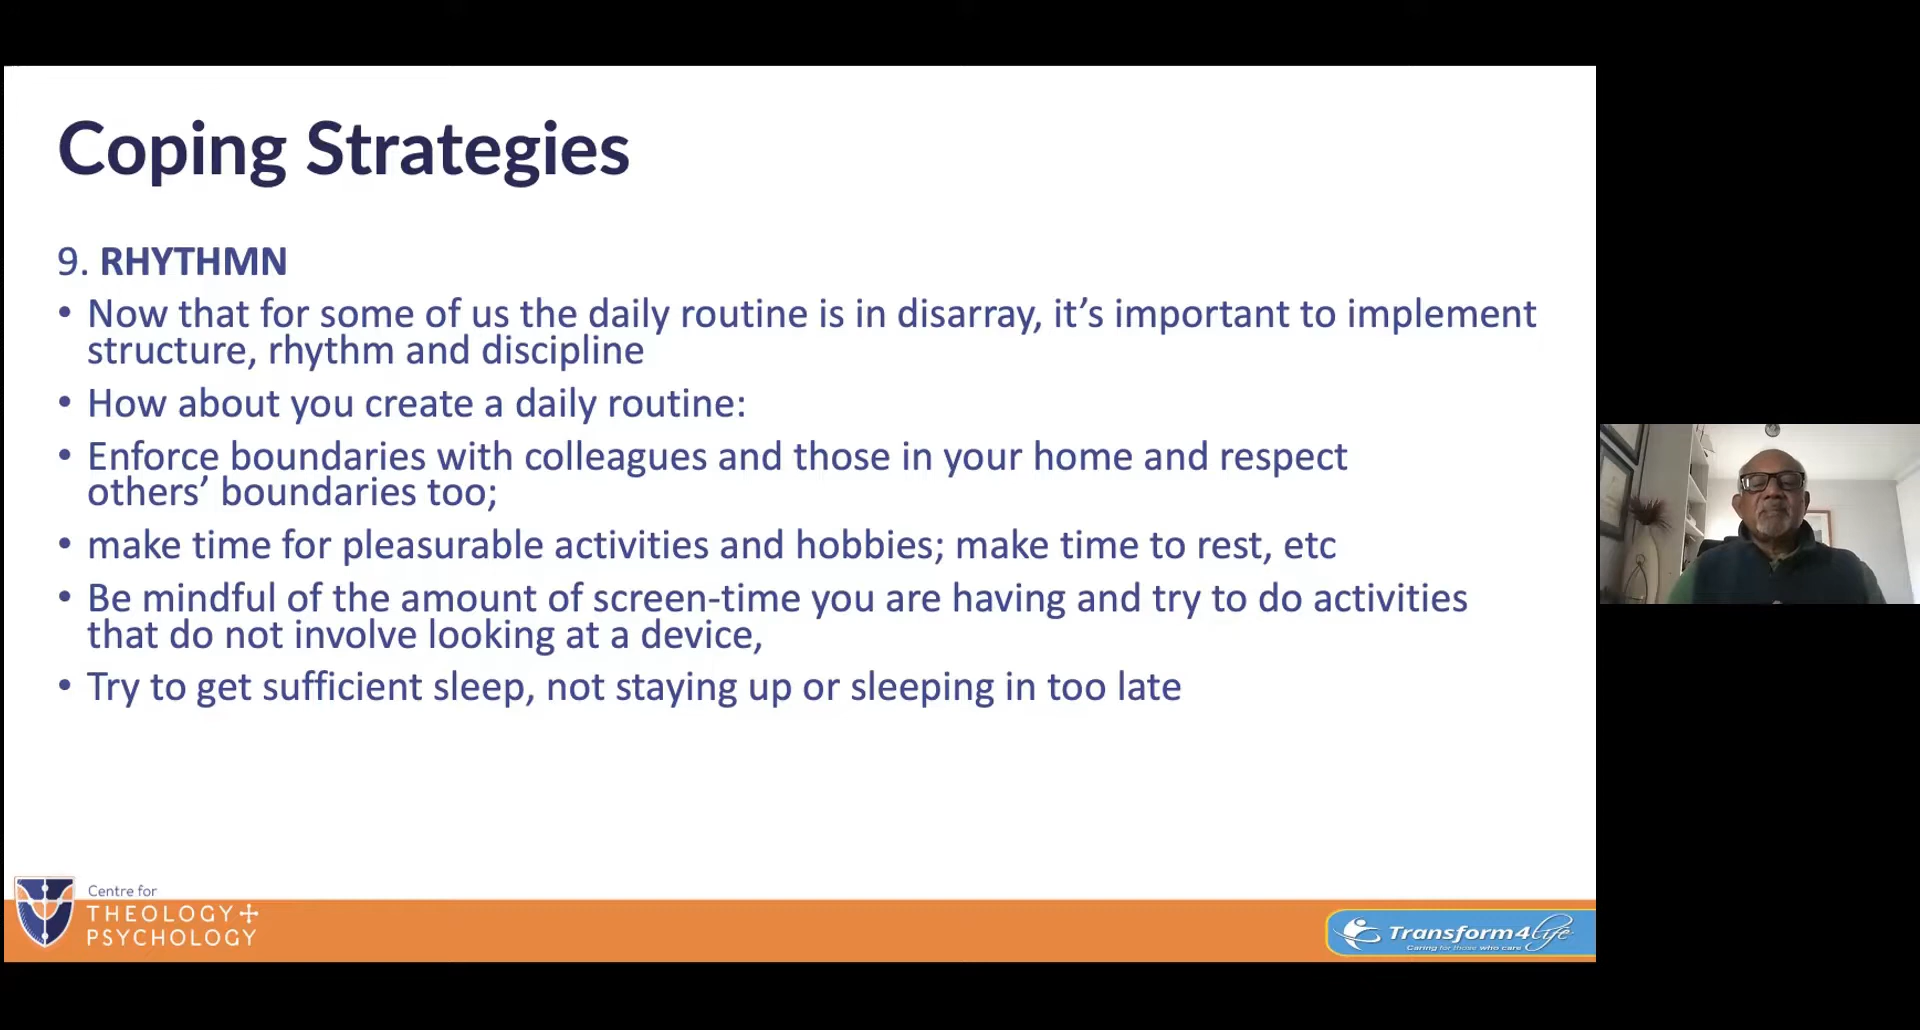 Coping Strategies
9. RHYTHMN
• Now that for some of us the daily routine is in disarray, it’s important to implement
structure, rhythm and discipline
• How about you create a daily routine:
• Enforce boundaries with colleagues and those in your home and respect
others’ boundaries too;
• make time for pleasurable activities and hobbies; make time to rest, etc
• Be mindful of the amount of screen-time you are having and try to do activities
that do not involve looking at a device,
• Try to get sufficient sleep, not staying up or sleeping in too late
Centre for
THEOLOGY+
PSYCHOLOGY
Transform4life
Caring for those who care